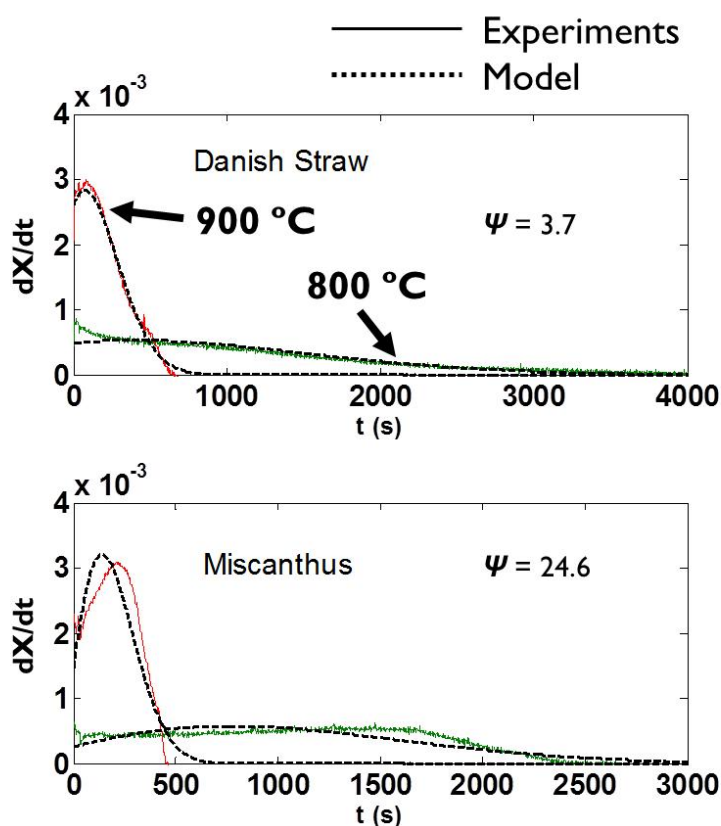 Experiments
Model
x 10⁻³
4
3
2
1
0
dX/dt
Danish Straw
900 ºC
Ψ = 3.7
800 ºC
0 1000 2000 3000 4000
t (s)
x 10⁻³
4
3
2
1
0
dX/dt
Miscanthus
Ψ = 24.6
0 500 1000 1500 2000 2500 3000
t (s)